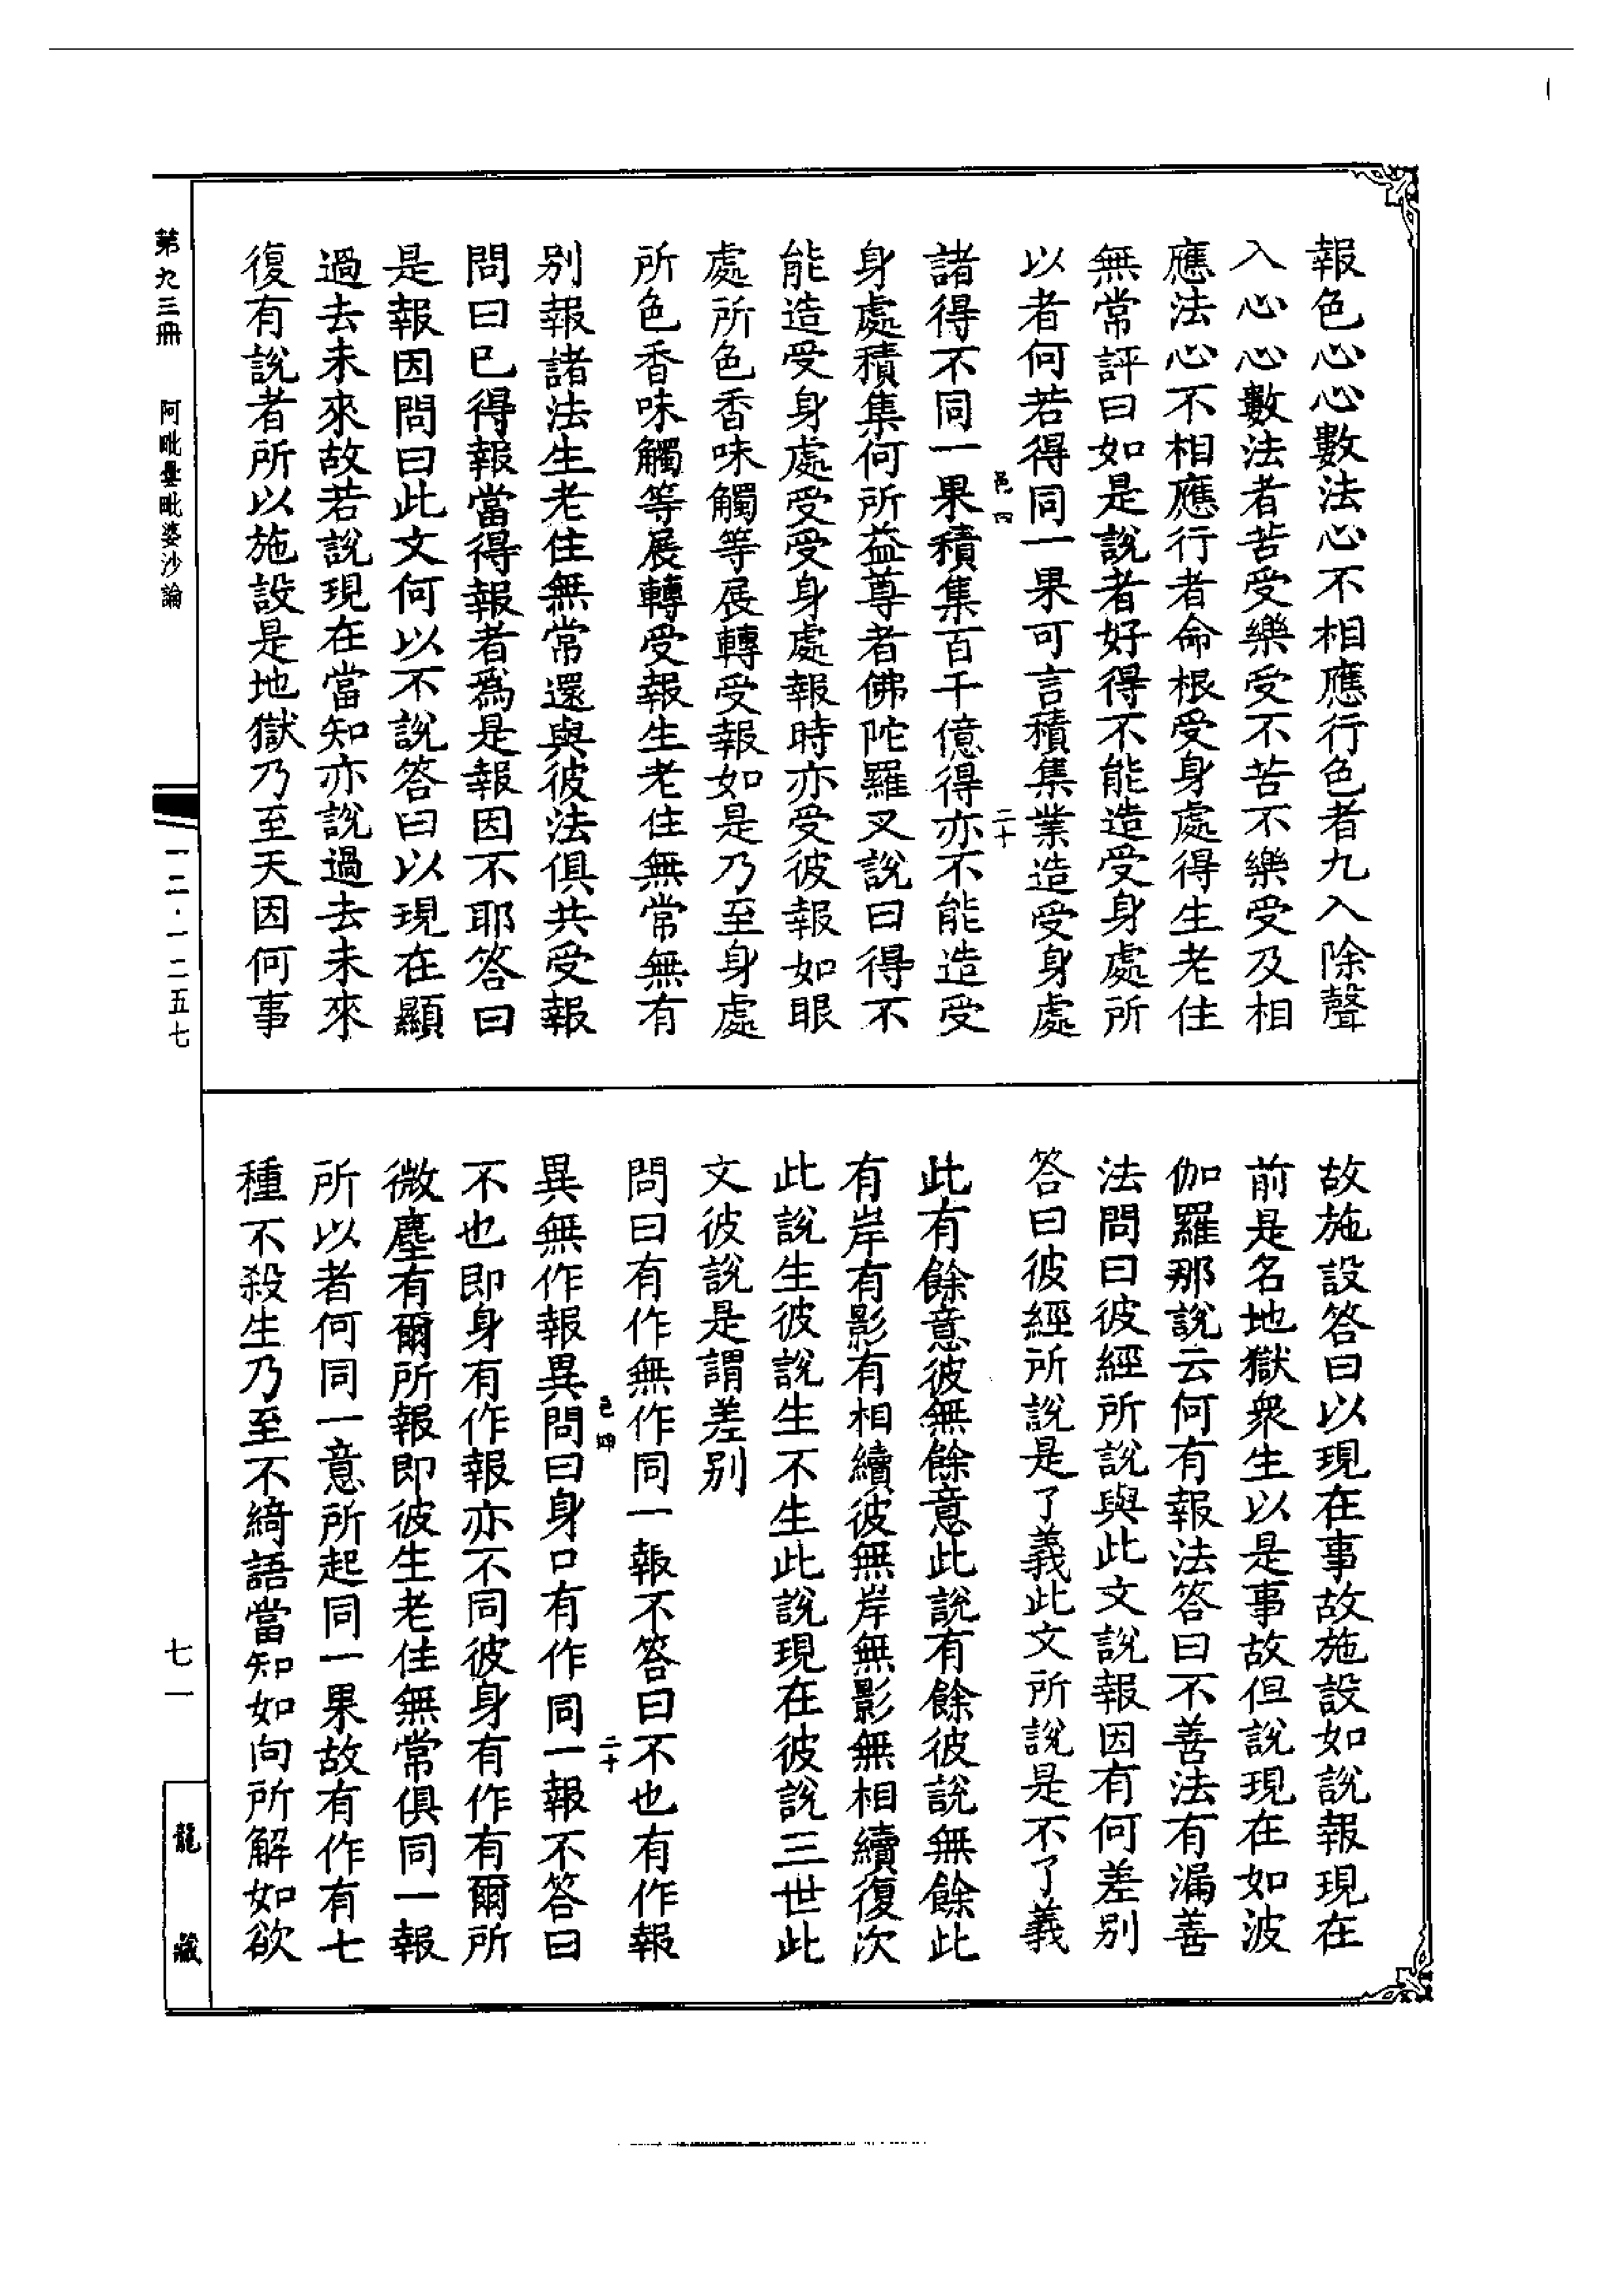 報色心心數法心不相應行色者九入除聲
入心心數法者苦受樂受不苦不樂受及相
應法心不相應行者命根受身處得生老住
無常評曰如是說者好得不能造受身處所
以者何若得同一果可言積集業造受身處
諸得不同一果積集百千億得亦不能造受
身處積集何所益尊者佛陀羅叉說曰得不
能造受身處受受身處報時亦受彼報如眼
處所色香味觸等展轉受報如是乃至身處
所色香味觸等展轉受報生老住無常無有
別報諸法生老住無常還與彼法俱共受報
問曰已得報當得報者為是報因不耶答曰
是報因問曰此文何以不說答曰以現在顯
過去未來故若說現在當知亦說過去未來
復有說者所以施設是地獄乃至天因何事
故施設答曰以現在事故施設如說報現在
前是名地獄衆生以是事故但說現在如波
伽羅那說云何有報法答曰不善法有漏善
法問曰彼經所說與此文說報因有何差別
答曰彼經所說是了義此文所說是不了義
此有餘意彼無餘意此說有餘彼說無餘此
有岸有影有相續彼無岸無影無相續復次
此說生彼說生不生此說現在彼說三世此
文彼說是謂差別
問曰有作無作同一報不答曰不也有作報
異無作報異問曰身口有作同一報不答曰
不也即身有作報亦不同彼身有作有爾所
微塵有爾所報即彼生老住無常俱同一報
所以者何同一意所起同一果故有作有七
種不殺生乃至不綺語當知如向所解如欲
邑四
二十
邑四
二十
第九三冊
阿毗曇毗婆沙論
一二·一二五七
七一
龍藏